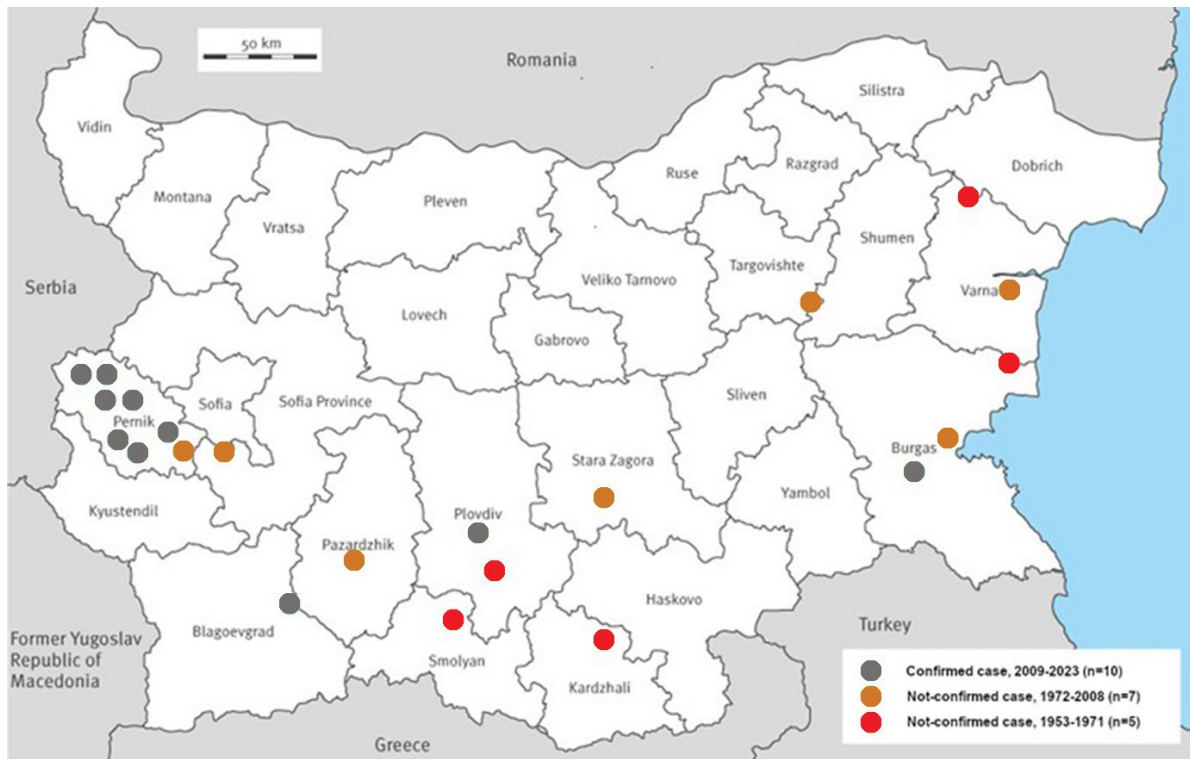 50 km
Romania
Silistra
Vidin
Razgrad
Dobrich
Ruse
Montana
Pleven
Vratsa
Shumen
Targovishte
Veliko Tarnovo
Serbia
Varna
Lovech
Gabrovo
Sliven
Sofia
Sofia Province
Pernik
Burgas
Stara Zagora
Yambol
Kyustendil
Plovdiv
Pazardzhik
Haskovo
Turkey
Blagoevgrad
Former Yugoslav
Republic of
Macedonia
Smolyan
Kardzhali
Greece
Confirmed case, 2009-2023 (n=10)
Not-confirmed case, 1972-2008 (n=7)
Not-confirmed case, 1953-1971 (n=5)